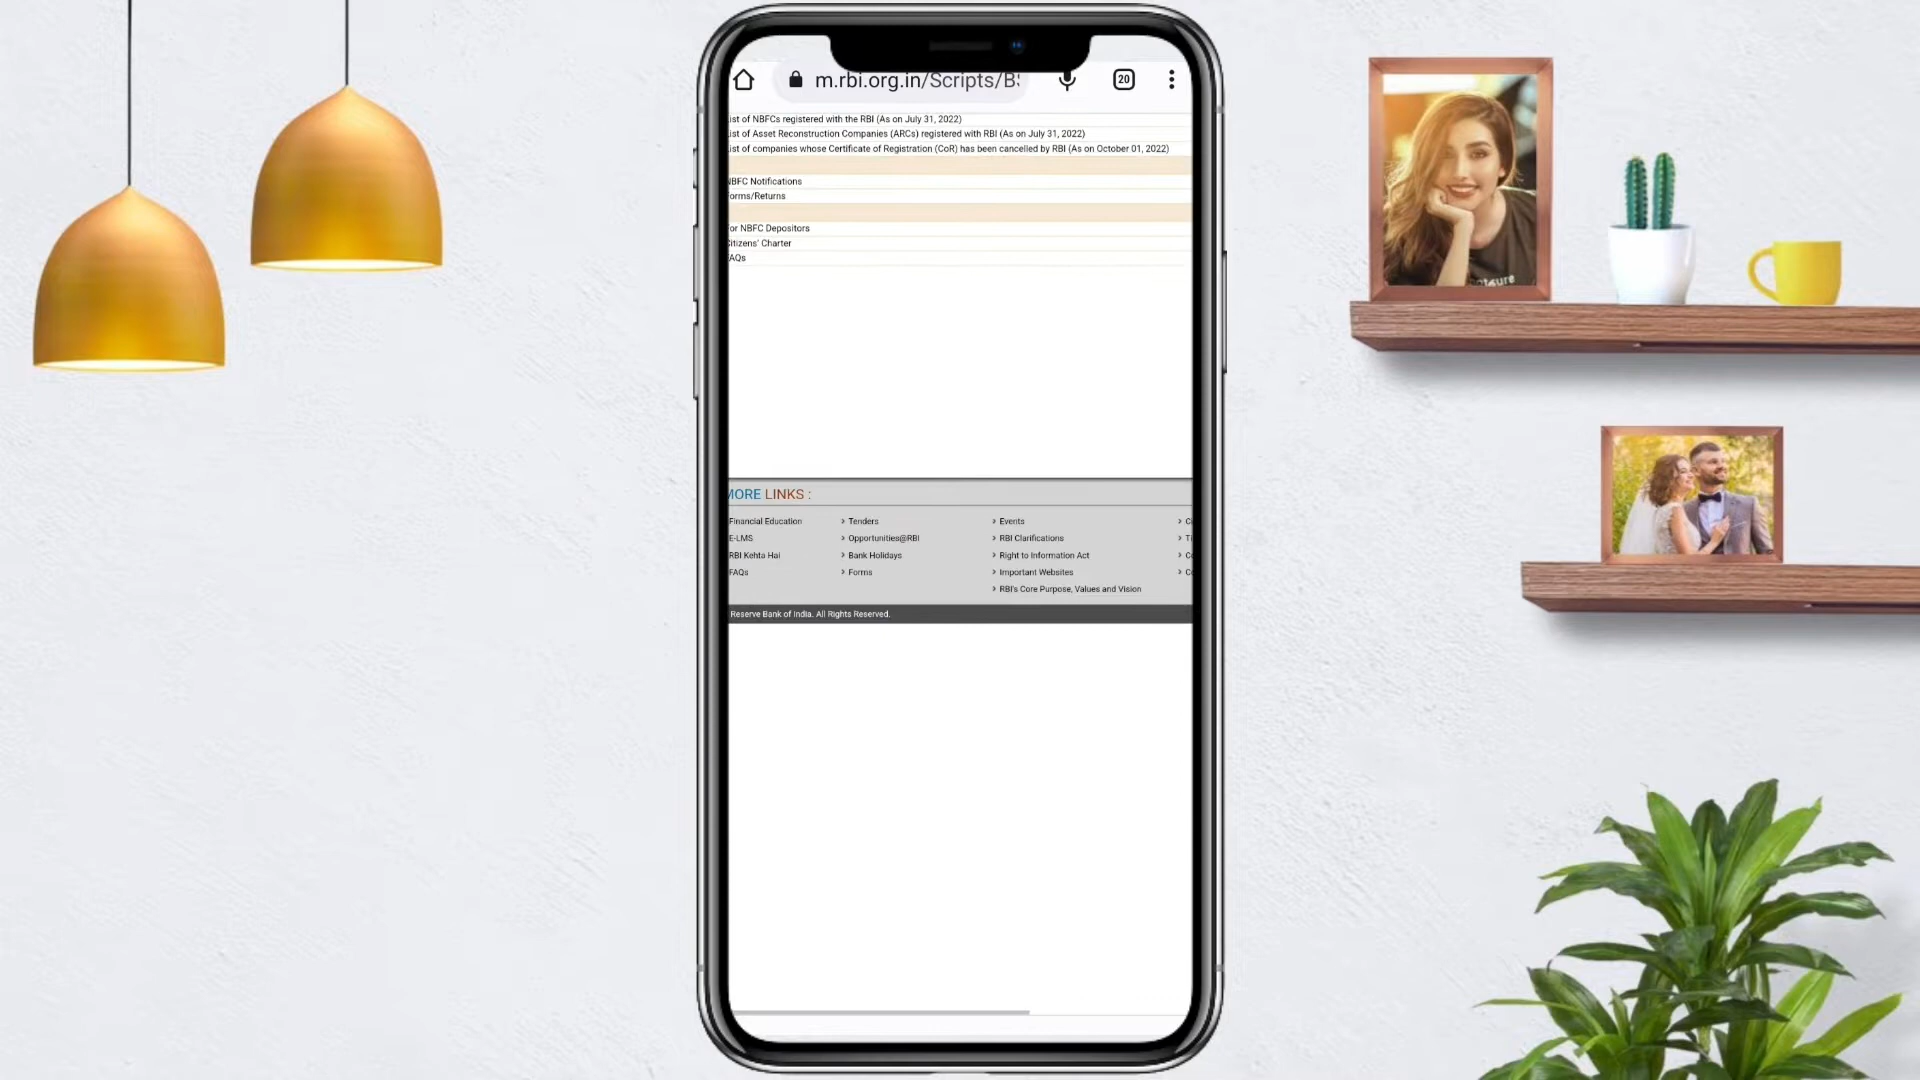 m.rbi.org.in/Scripts/B
20
ist of NBFCs registered with the RBI (As on July 31, 2022)
ist of Asset Reconstruction Companies (ARCs) registered with RBI (As on July 31, 2022)
ist of companies whose Certificate of Registration (CoR) has been cancelled by RBI (As on October 01, 2022)
NBFC Notifications
orms/Returns
or NBFC Depositors
itizens' Charter
AQs
MORE LINKS :
Financial Education > Tenders > Events
E-LMS > Opportunities@RBI > RBI Clarifications
RBI Kehta Hai > Bank Holidays > Right to Information Act
FAQs > Forms > Important Websites
> RBI's Core Purpose, Values and Vision
Reserve Bank of India. All Rights Reserved.